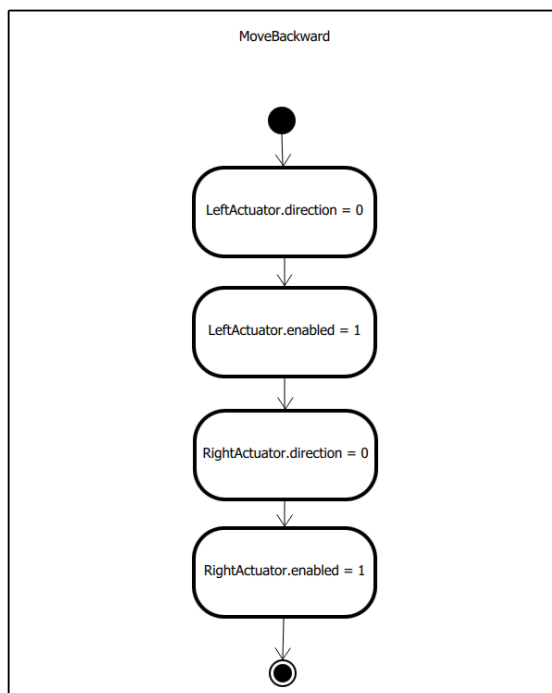 MoveBackward
LeftActuator.direction = 0
LeftActuator.enabled = 1
RightActuator.direction = 0
RightActuator.enabled = 1